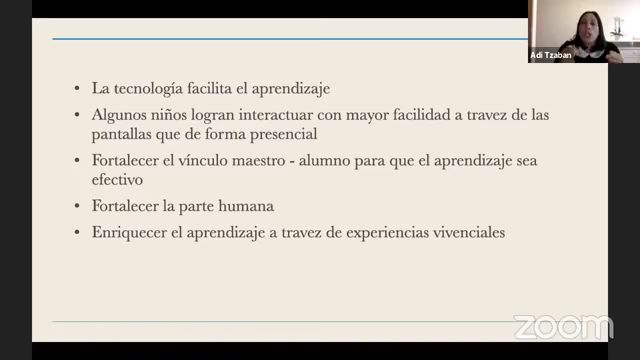 Adi Tzaban
• La tecnología facilita el aprendizaje
• Algunos niños logran interactuar con mayor facilidad a travez de las
pantallas que de forma presencial
• Fortalecer el vínculo maestro - alumno para que el aprendizaje sea
efectivo
• Fortalecer la parte humana
• Enriquecer el aprendizaje a travez de experiencias vivenciales
zoom